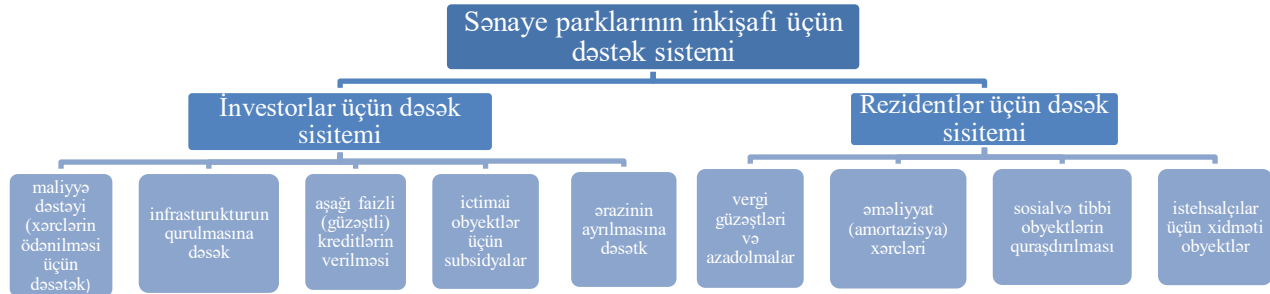 Sənaye parklarının inkişafı üçün
dəstək sistemi
İnvestorlar üçün dəsək
sisitemi
maliyyə
dəstəyi
(xərclərin
ödənilməsi
üçün
dəsətək)
infrasturukturun
qurulmasına
dəsək
aşağı faizli
(güzəştli)
kreditlərin
verilməsi
ictimai
obyektlər
üçün
subsidyalar
ərazinin
ayrılmasına
dəsətk
Rezidentlər üçün dəsək
sisitemi
vergi
güzəştləri
və
azadolmalar
əməliyyat
(amortazisya)
xərcləri
sosialvə tibbi
obyektlərin
quraşdırılması
istehsalçılar
üçün xidməti
obyektlər